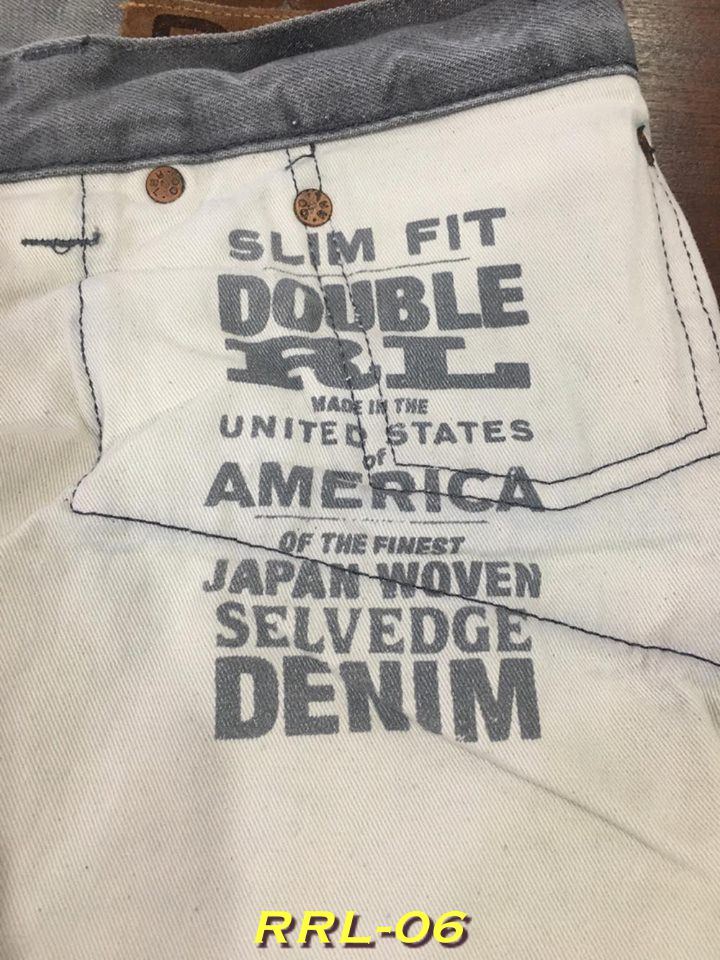 SLIM FIT
DOUBLE
RL
MADE IN THE
UNITED STATES
OF
AMERICA
OF THE FINEST
JAPAN WOVEN
SELVEDGE
DENIM
RRL-06